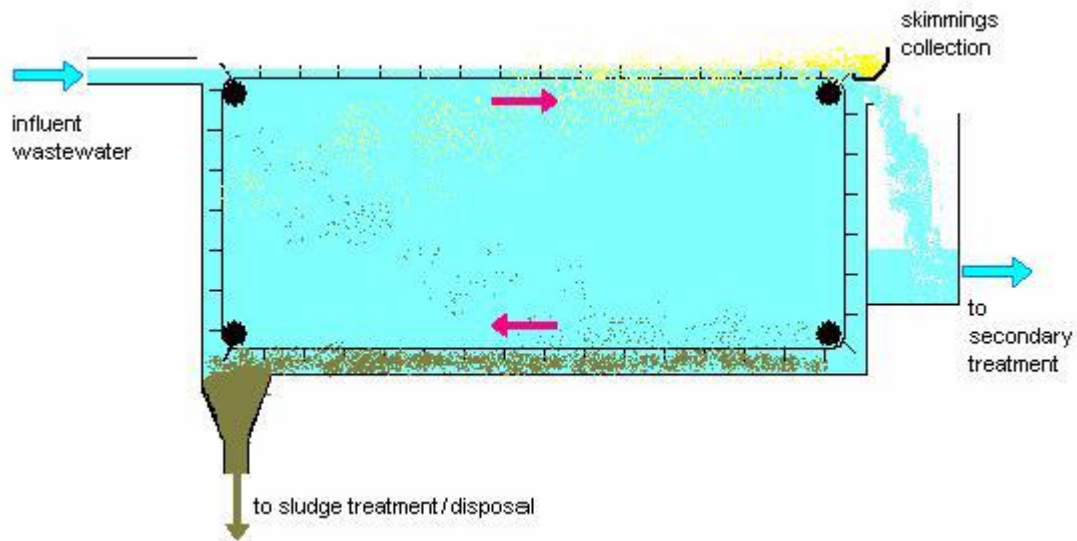 skimmings
collection
influent
wastewater
to
secondary
treatment
to sludge treatment/disposal